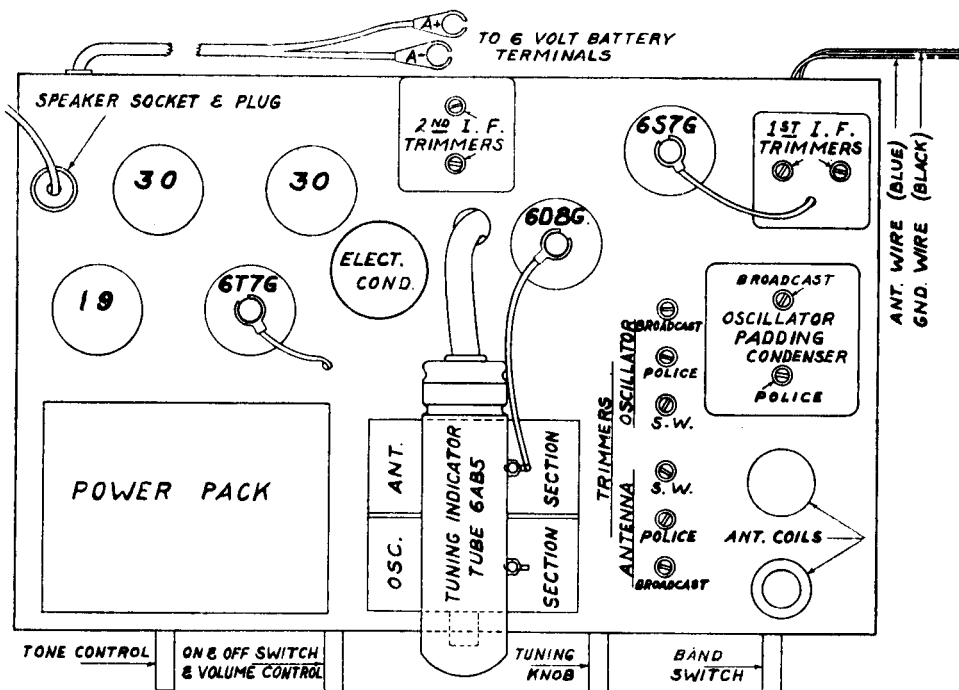 A+
A-
TO 6 VOLT BATTERY
TERMINALS
SPEAKER SOCKET & PLUG
2ND I. F.
TRIMMERS
6S7G
1ST I. F.
TRIMMERS
ANT. WIRE (BLUE)
GND. WIRE (BLACK)
30
30
6D8G.
ELECT.
COND.
19
6T7G
BROADCAST
OSCILLATOR
PADDING
CONDENSER
POLICE
TRIMMERS
OSCILLATOR
BROADCAST
POLICE
S.W.
ANTENNA
S.W.
POLICE
BROADCAST
POWER PACK
ANT.
SECTION
OSC.
SECTION
TUNING INDICATOR
TUBE 6AB5
ANT. COILS
TONE CONTROL
ON & OFF SWITCH
& VOLUME CONTROL
TUNING
KNOB
BAND
SWITCH